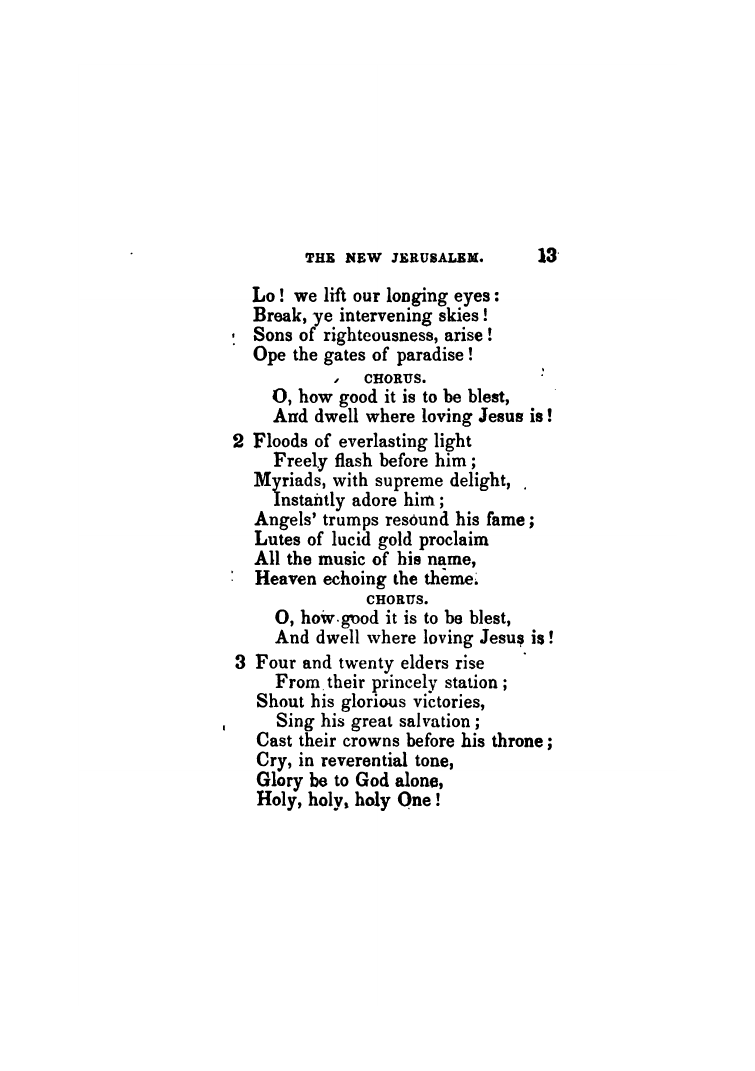 THE NEW JERUSALEM. 13
Lo! we lift our longing eyes:
Break, ye intervening skies!
Sons of righteousness, arise!
Ope the gates of paradise!
CHORUS.
O, how good it is to be blest,
And dwell where loving Jesus is!
2 Floods of everlasting light
Freely flash before him;
Myriads, with supreme delight,
Instantly adore him;
Angels' trumps resound his fame;
Lutes of lucid gold proclaim
All the music of his name,
Heaven echoing the theme.
CHORUS.
O, how good it is to be blest,
And dwell where loving Jesus is!
3 Four and twenty elders rise
From their princely station;
Shout his glorious victories,
Sing his great salvation;
Cast their crowns before his throne;
Cry, in reverential tone,
Glory be to God alone,
Holy, holy, holy One!